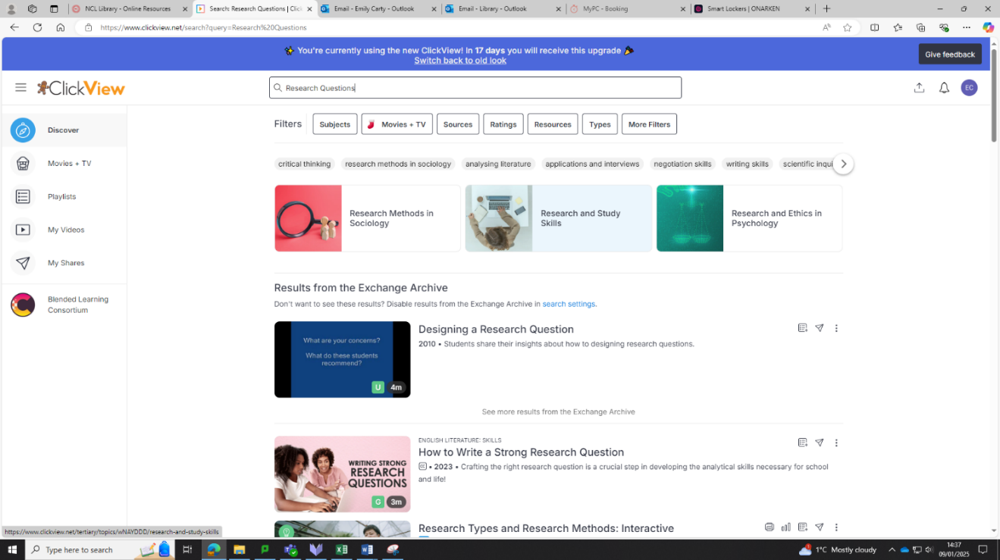 NCL Library - Online Resources
Search: Research Questions | Click
Email - Emily Carty - Outlook
Email - Library - Outlook
MyPC - Booking
Smart Lockers | ONARKEN
https://www.clickview.net/search?query=Research%20Questions
You're currently using the new ClickView! In 17 days you will receive this upgrade
Switch back to old look
Give feedback
ClickView
Research Questions
EC
Discover
Movies + TV
Playlists
My Videos
My Shares
Blended Learning
Consortium
Filters
Subjects
Movies + TV
Sources
Ratings
Resources
Types
More Filters
critical thinking
research methods in sociology
analysing literature
applications and interviews
negotiation skills
writing skills
scientific inqui
Research Methods in
Sociology
Research and Study
Skills
Research and Ethics in
Psychology
Results from the Exchange Archive
Don't want to see these results? Disable results from the Exchange Archive in search settings.
What are your concerns?
What do these students
recommend?
U 4m
Designing a Research Question
2010 • Students share their insights about how to designing research questions.
See more results from the Exchange Archive
WRITING STRONG
RESEARCH
QUESTIONS
G 3m
ENGLISH LITERATURE: SKILLS
How to Write a Strong Research Question
CC • 2023 • Crafting the right research question is a crucial step in developing the analytical skills necessary for school
and life!
Research Types and Research Methods: Interactive
https://www.clickview.net/tertiary/topics/wNAYDDD/research-and-study-skills
Type here to search
1°C Mostly cloudy
14:37
09/01/2025